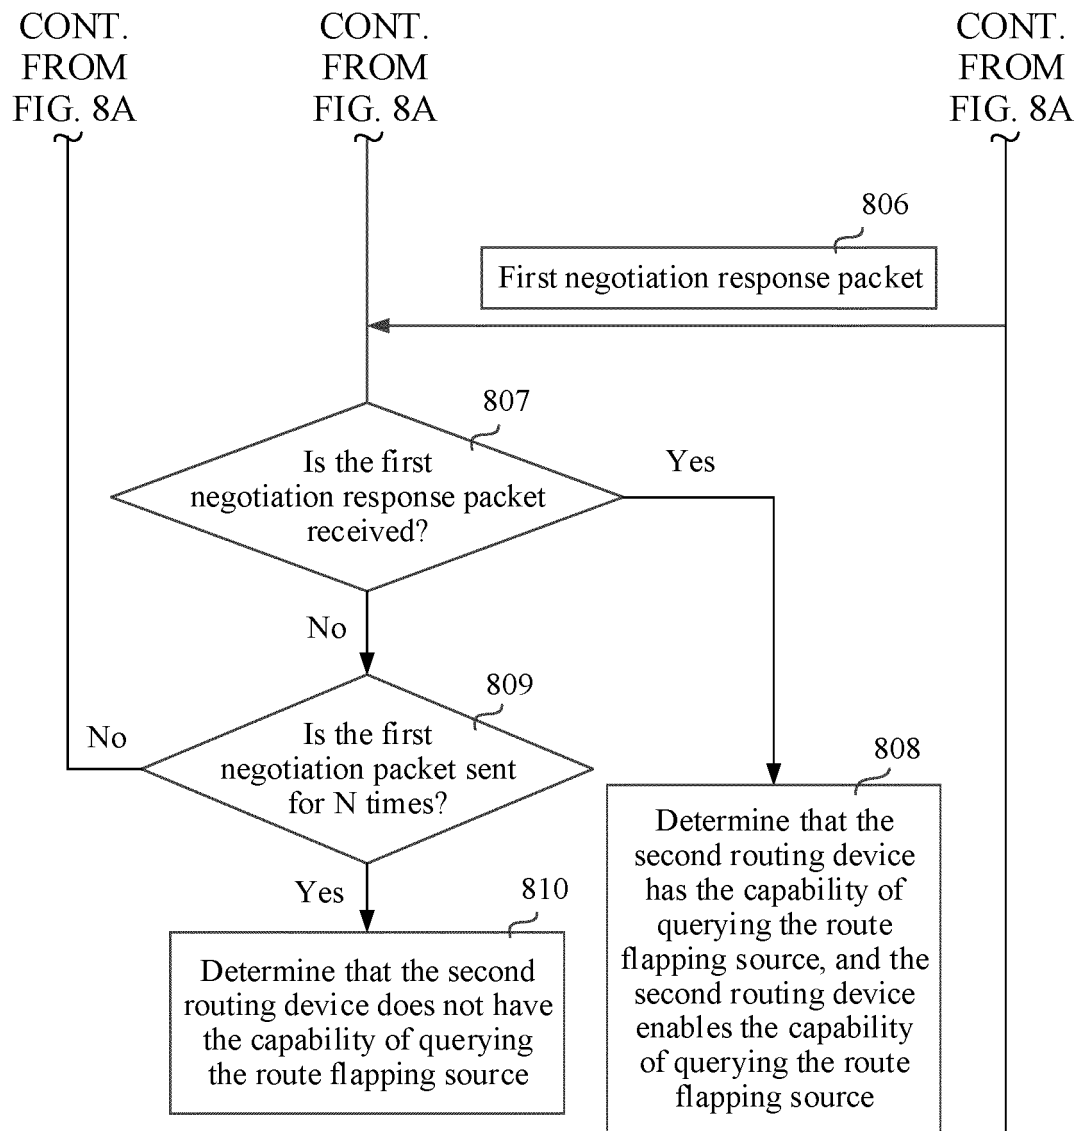 CONT.
FROM
FIG. 8A
CONT.
FROM
FIG. 8A
CONT.
FROM
FIG. 8A
806
First negotiation response packet
807
Is the first
negotiation response packet
received?
Yes
No
809
Is the first
negotiation packet sent
for N times?
No
Yes
808
Determine that the
second routing device
has the capability of
querying the route
flapping source, and the
second routing device
enables the capability
of querying the route
flapping source
810
Determine that the second
routing device does not have
the capability of querying
the route flapping source